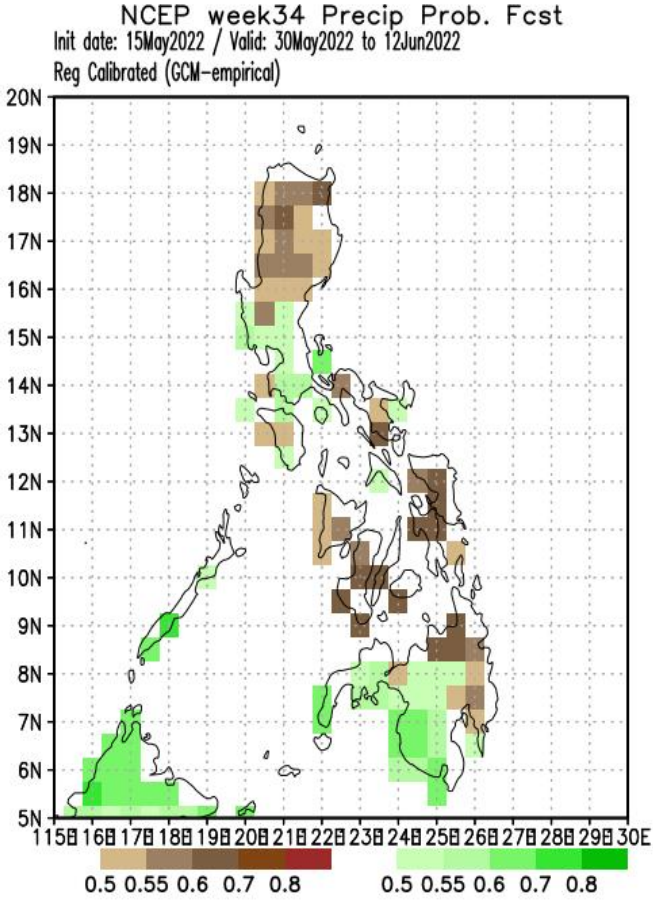 NCEP week34 Precip Prob. Fcst
Init date: 15May2022 / Valid: 30May2022 to 12Jun2022
Reg Calibrated (GCM-empirical)
20N
19N
18N
17N
16N
15N
14N
13N
12N
11N
10N
9N
8N
7N
6N
5N
115E 116E 117E 118E 119E 120E 121E 122E 123E 124E 125E 126E 127E 128E 129E 130E
0.5 0.55 0.6 0.7 0.8 0.5 0.55 0.6 0.7 0.8